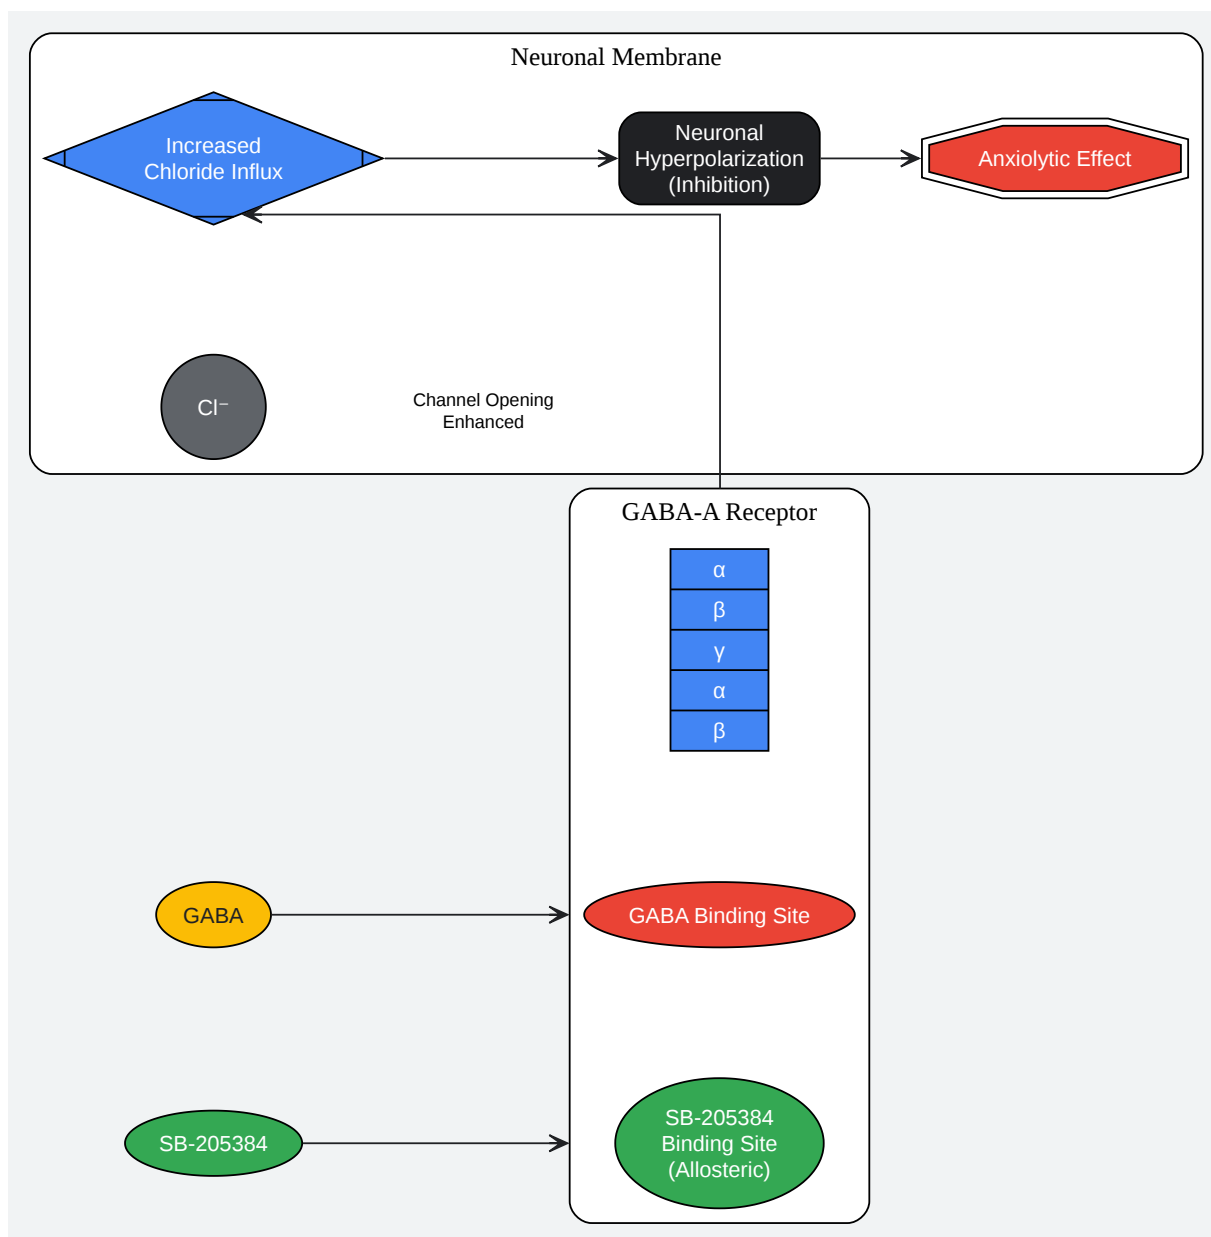 Neuronal Membrane
Increased
Chloride Influx
Neuronal
Hyperpolarization
(Inhibition)
Anxiolytic Effect
Cl⁻
Channel Opening
Enhanced
GABA-A Receptor
α
β
γ
α
β
GABA
GABA Binding Site
SB-205384
SB-205384
Binding Site
(Allosteric)